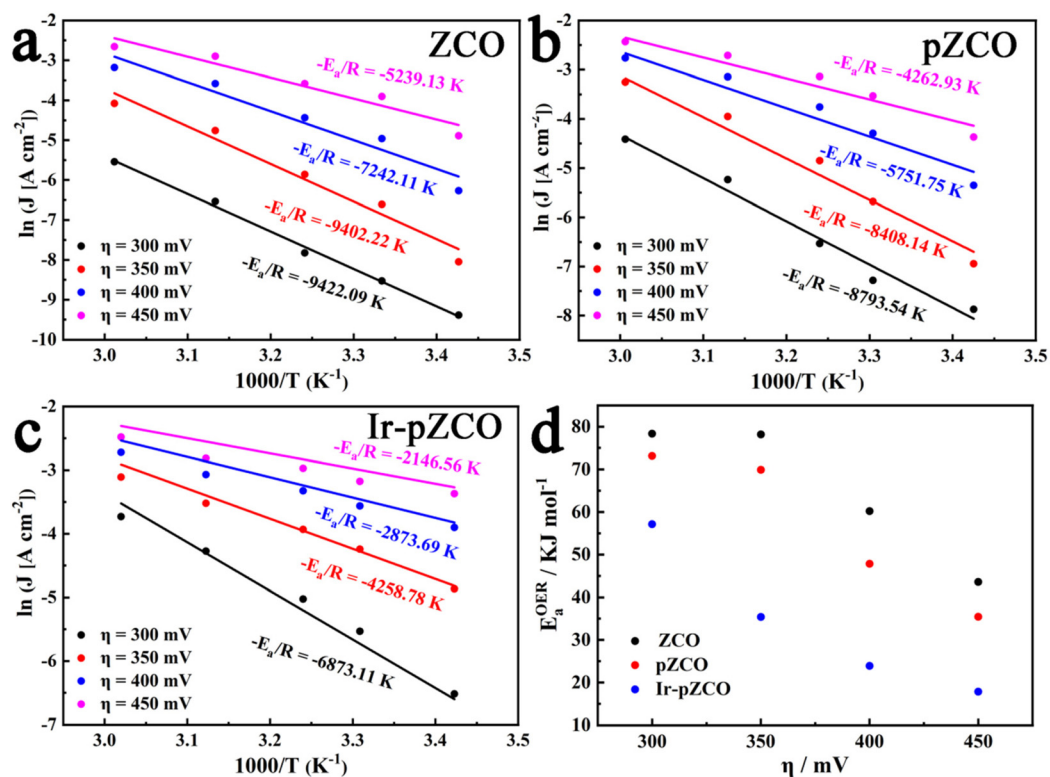 a
ZCO
ln (J [A cm⁻²])
-2
-3
-4
-5
-6
-7
-8
-9
-10
-Eₐ/R = -5239.13 K
-Eₐ/R = -7242.11 K
-Eₐ/R = -9402.22 K
-Eₐ/R = -9422.09 K
η = 300 mV
η = 350 mV
η = 400 mV
η = 450 mV
3.0 3.1 3.2 3.3 3.4 3.5
1000/T (K⁻¹)
b
pZCO
ln (J [A cm⁻²])
-2
-3
-4
-5
-6
-7
-8
-Eₐ/R = -4262.93 K
-Eₐ/R = -5751.75 K
-Eₐ/R = -8408.14 K
-Eₐ/R = -8793.54 K
η = 300 mV
η = 350 mV
η = 400 mV
η = 450 mV
3.0 3.1 3.2 3.3 3.4 3.5
1000/T (K⁻¹)
c
Ir-pZCO
ln (J [A cm⁻²])
-2
-3
-4
-5
-6
-7
-Eₐ/R = -2146.56 K
-Eₐ/R = -2873.69 K
-Eₐ/R = -4258.78 K
-Eₐ/R = -6873.11 K
η = 300 mV
η = 350 mV
η = 400 mV
η = 450 mV
3.0 3.1 3.2 3.3 3.4 3.5
1000/T (K⁻¹)
d
Eₐᴼᴱᴿ / KJ mol⁻¹
80
70
60
50
40
30
20
10
ZCO
pZCO
Ir-pZCO
300 350 400 450
η / mV